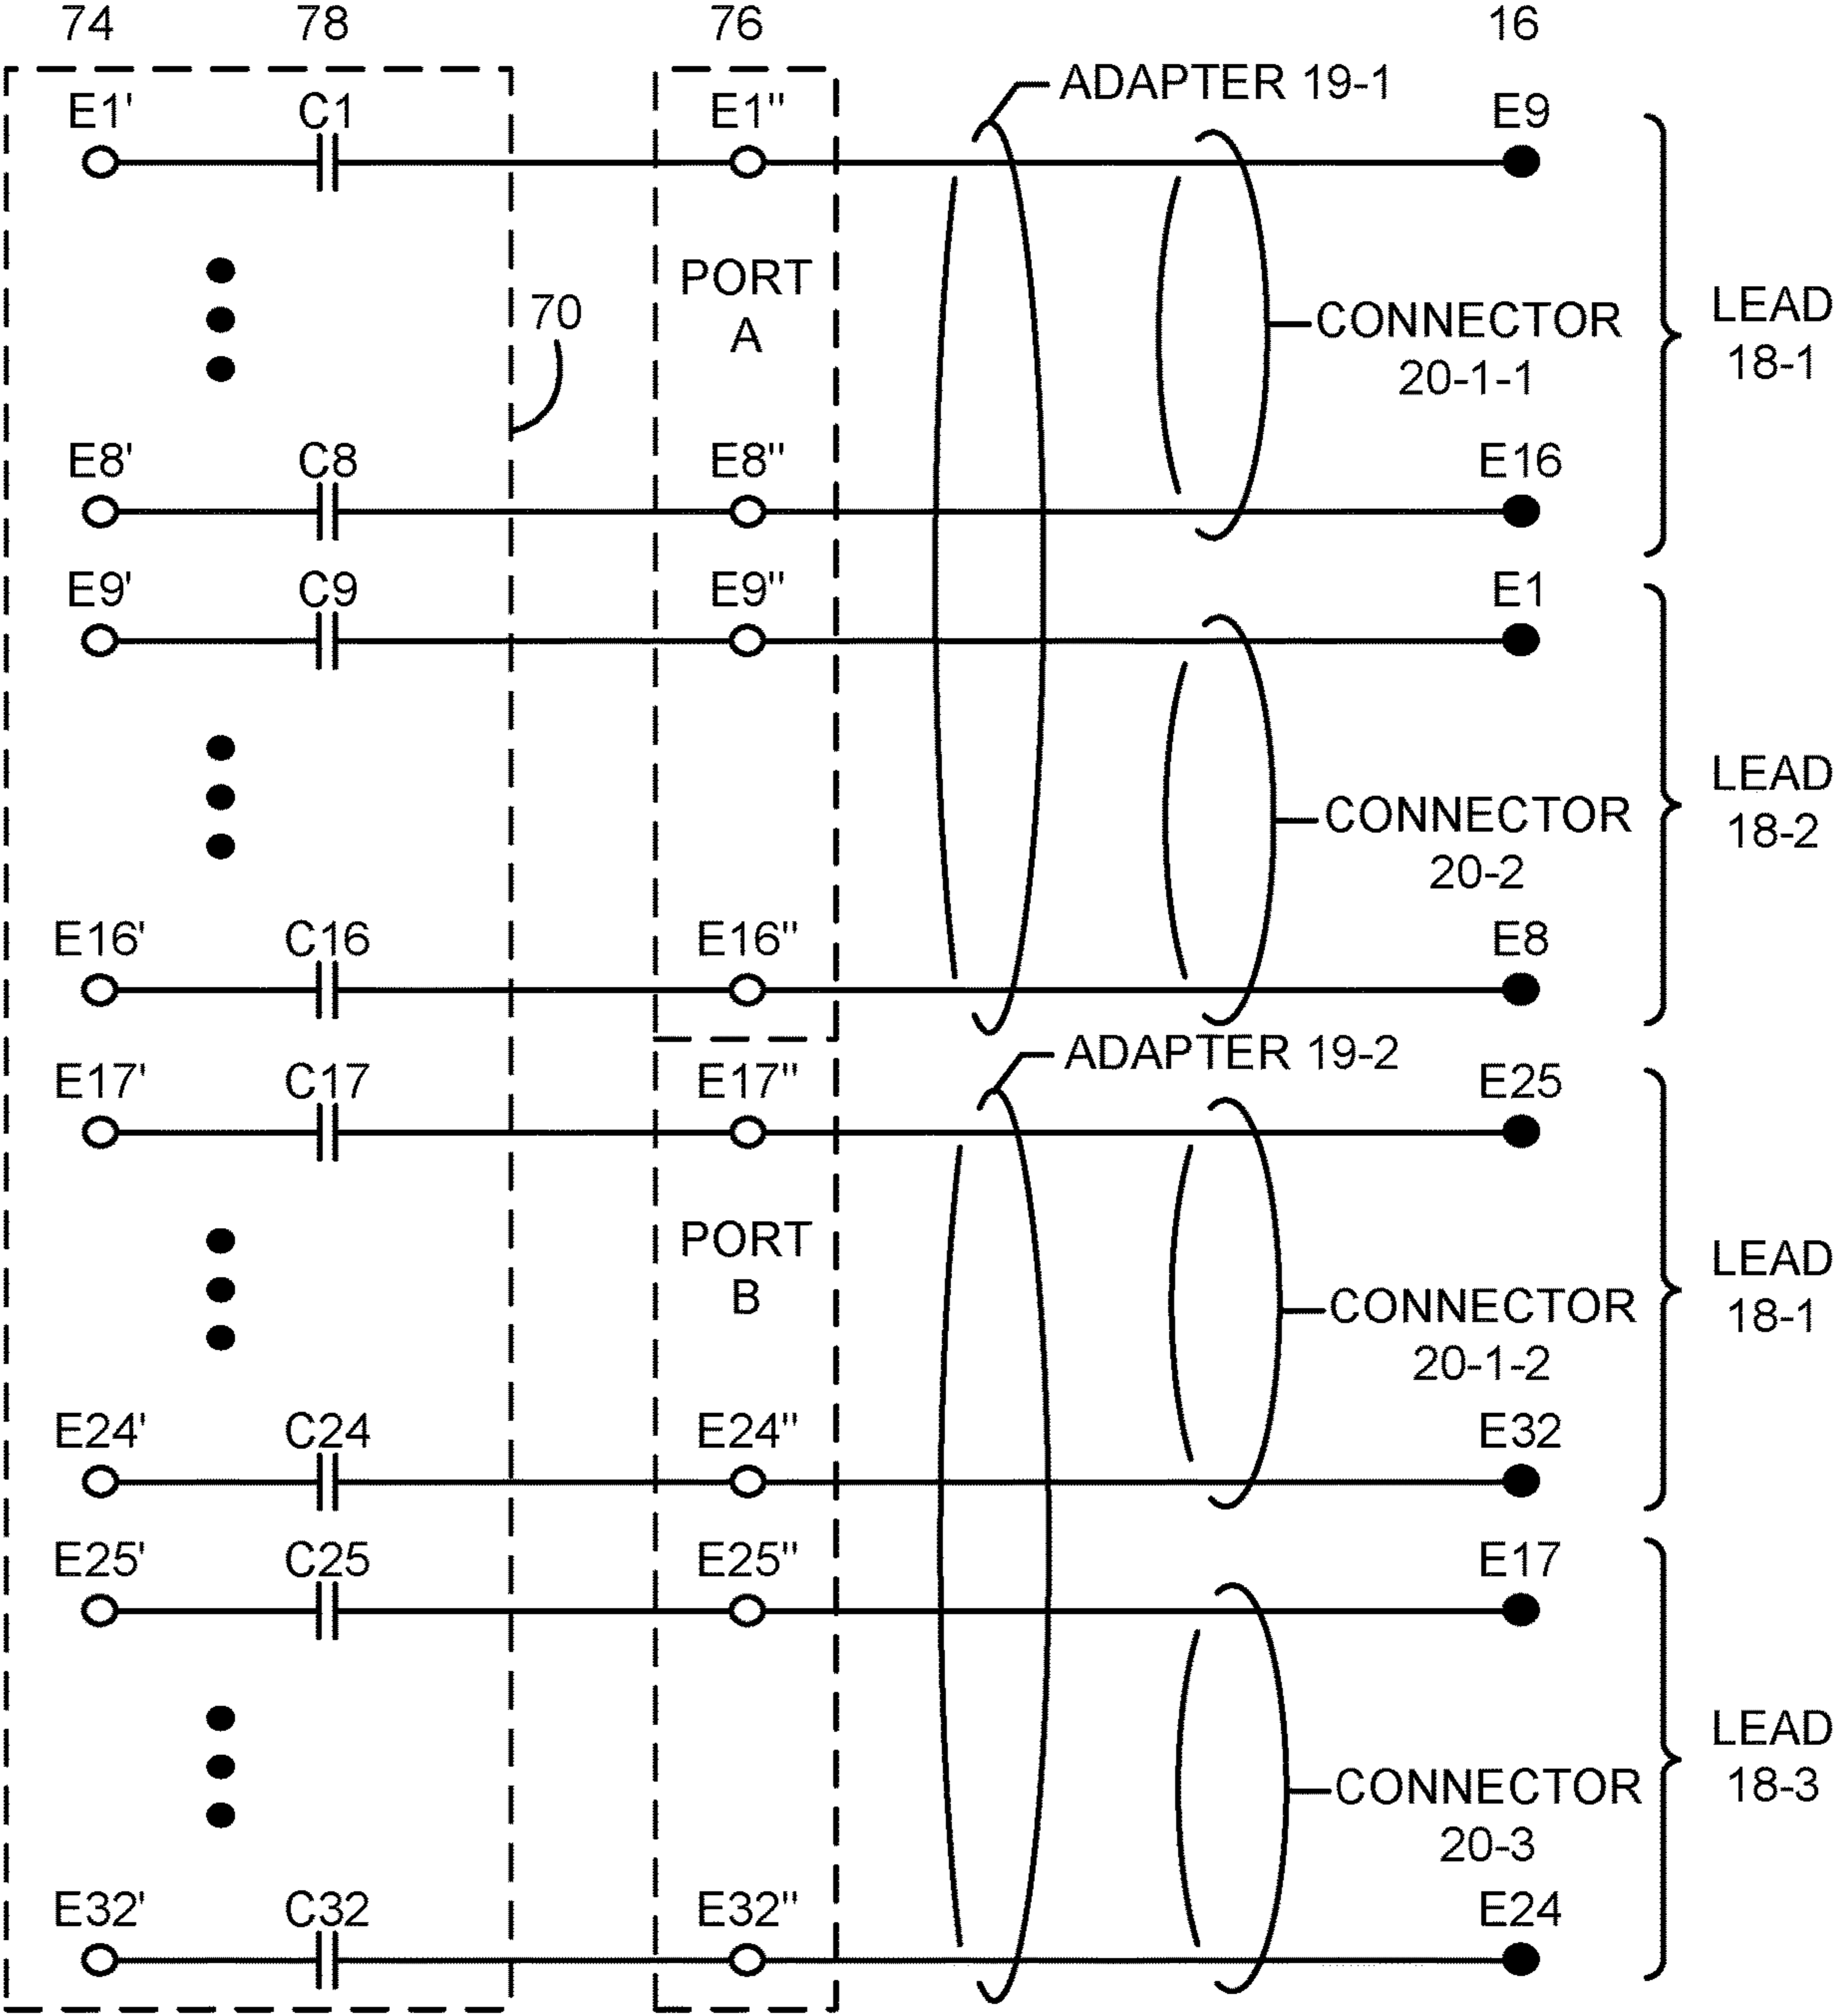 74 78 76 16
ADAPTER 19-1
E1' C1 E1" E9
PORT
A
70
CONNECTOR
20-1-1
LEAD
18-1
E8' C8 E8" E16
E9' C9 E9" E1
CONNECTOR
20-2
LEAD
18-2
E16' C16 E16" E8
ADAPTER 19-2
E17' C17 E17" E25
PORT
B
CONNECTOR
20-1-2
LEAD
18-1
E24' C24 E24" E32
E25' C25 E25" E17
CONNECTOR
20-3
LEAD
18-3
E32' C32 E32" E24